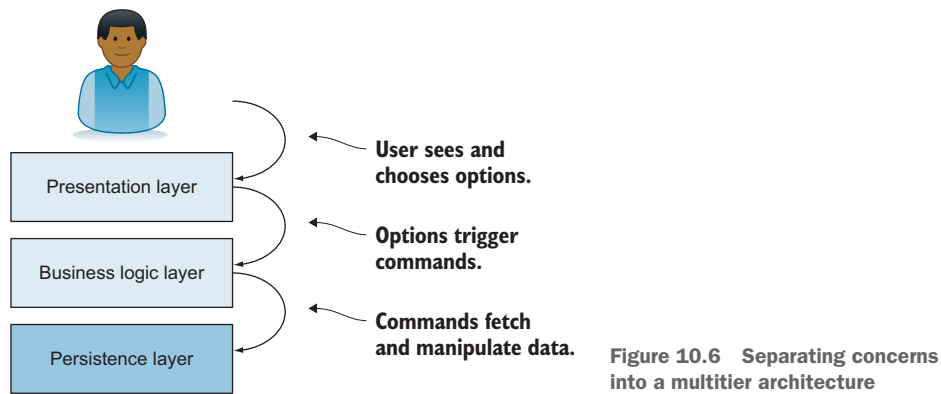 User sees and
chooses options.
Presentation layer
Options trigger
commands.
Business logic layer
Commands fetch
and manipulate data.
Persistence layer
Figure 10.6 Separating concerns
into a multitier architecture